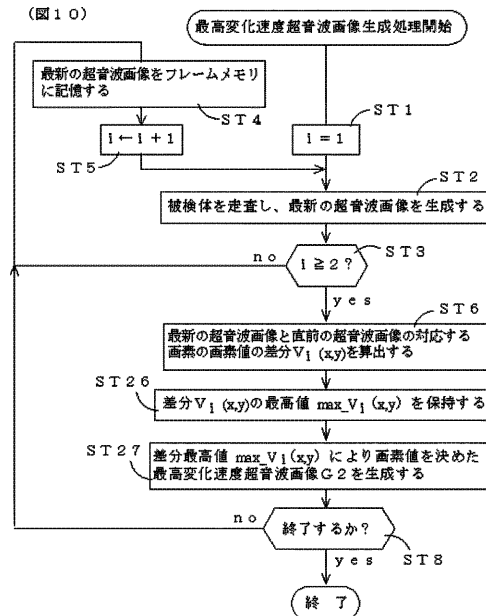 (図10)
最高変化速度超音波画像生成処理開始
最新の超音波画像をフレームメモリ
に記憶する
ST4
ST1
i←i+1
i=1
ST5
ST2
被検体を走査し、最新の超音波画像を生成する
ST3
no
i≧2?
yes
ST6
最新の超音波画像と直前の超音波画像の対応する
画素の画素値の差分Vi(x,y)を算出する
ST26
差分Vi(x,y)の最高値 max_Vi(x,y) を保持する
ST27
差分最高値 max_Vi(x,y)により画素値を決めた
最高変化速度超音波画像G2を生成する
no
終了するか?
ST8
yes
終 了